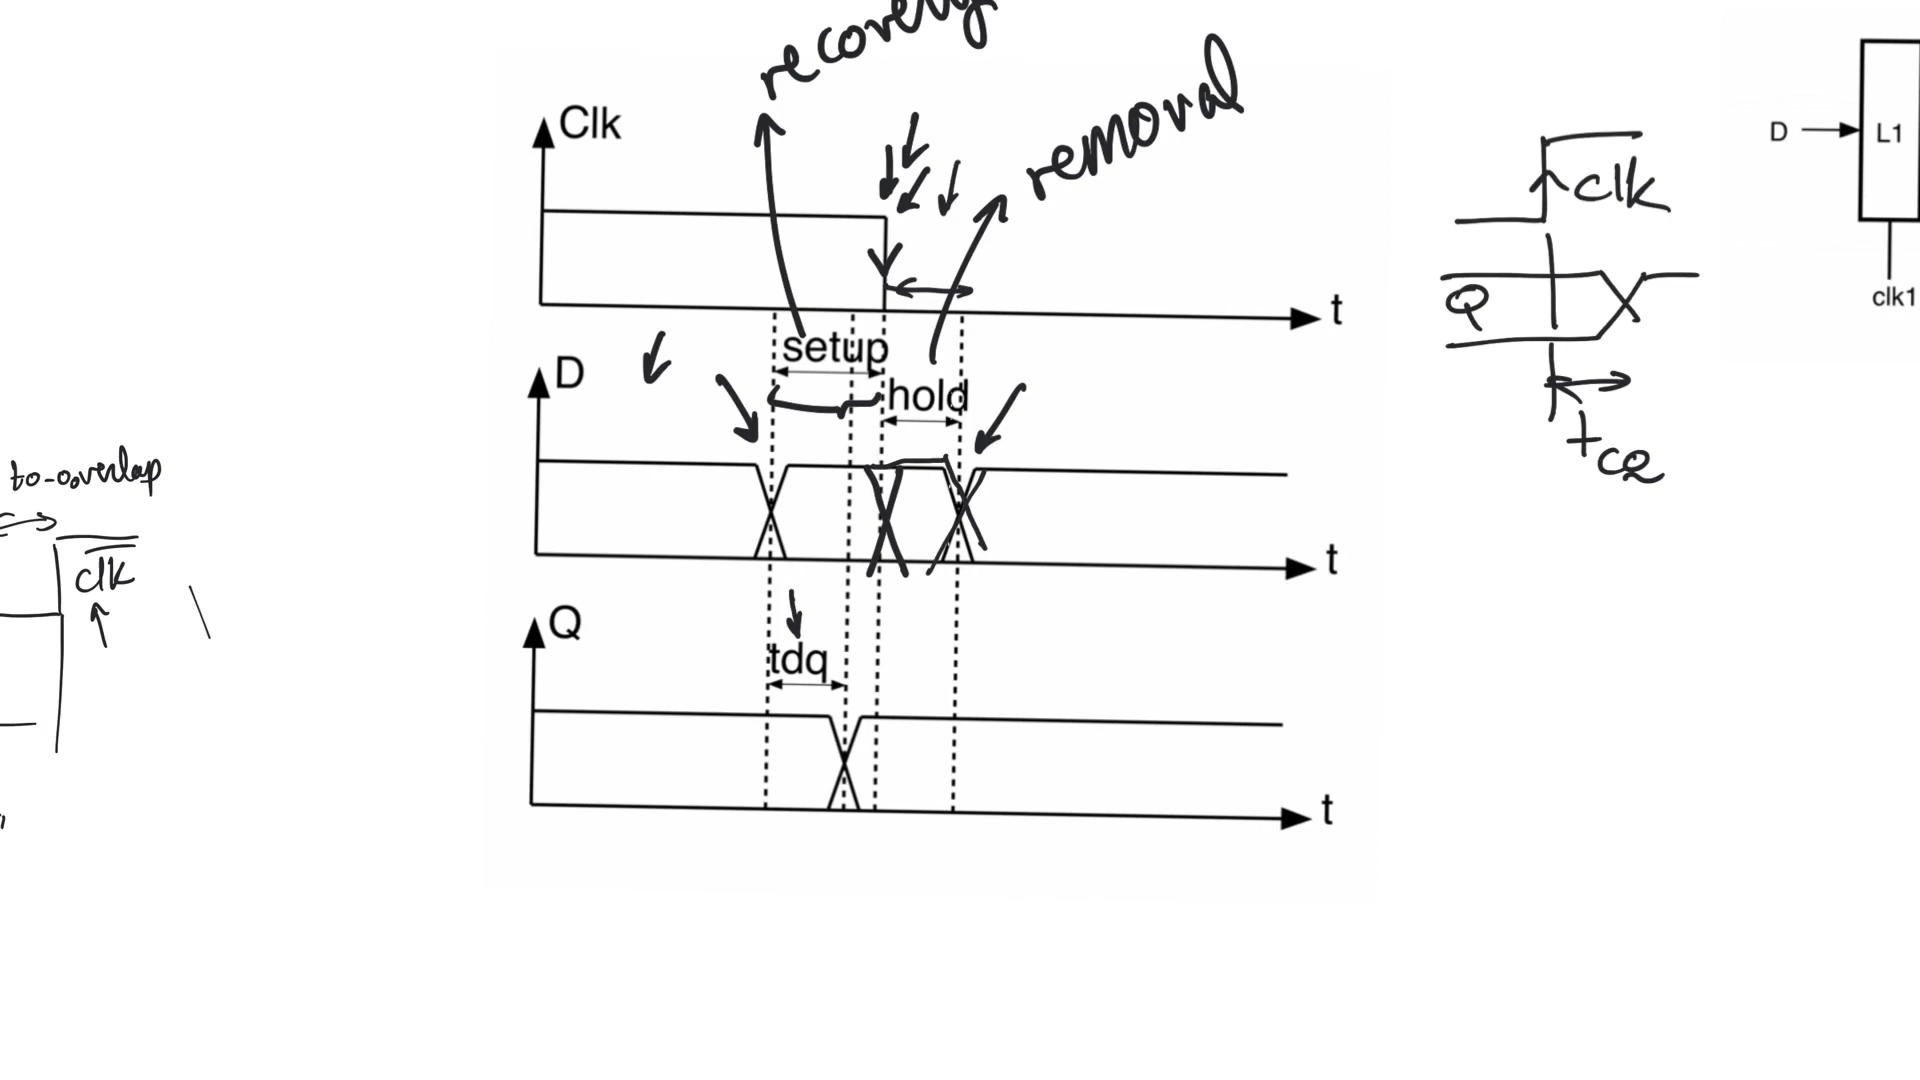 recovery
removal
Clk
t
setup
hold
D
t
tdq
Q
t
to-overlap
clk
clk
Q
tcq
D
L1
clk1